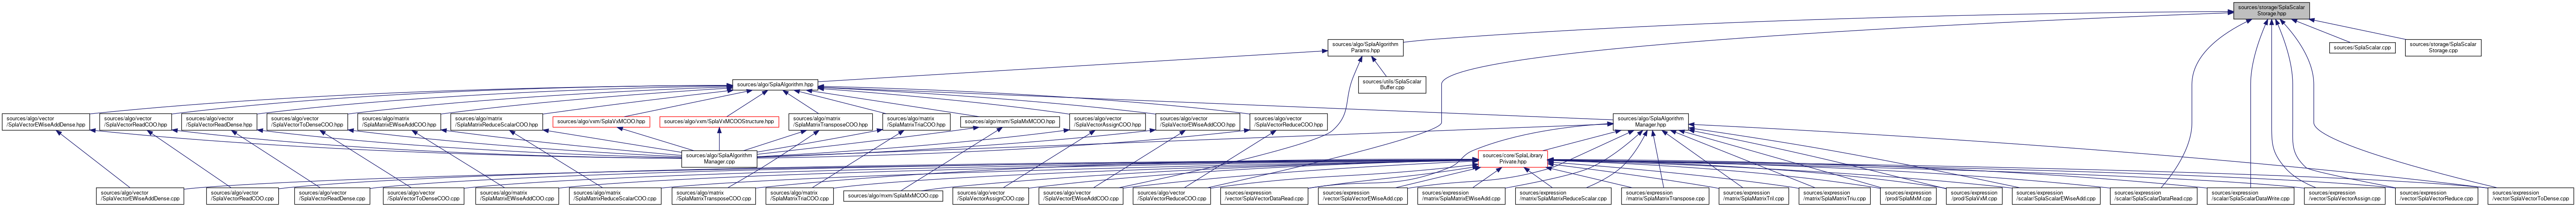 sources/storage/SplaScalar
Storage.hpp
sources/algo/SplaAlgorithm
Params.hpp
sources/SplaScalar.cpp
sources/storage/SplaScalar
Storage.cpp
sources/algo/SplaAlgorithm.hpp
sources/utils/SplaScalar
Buffer.cpp
sources/algo/vector
/SplaVectorEWiseAddDense.hpp
sources/algo/vector
/SplaVectorReadCOO.hpp
sources/algo/vector
/SplaVectorReadDense.hpp
sources/algo/vector
/SplaVectorToDenseCOO.hpp
sources/algo/matrix
/SplaMatrixEWiseAddCOO.hpp
sources/algo/matrix
/SplaMatrixReduceScalarCOO.hpp
sources/algo/vxm/SplaVxMCOO.hpp
sources/algo/vxm/SplaVxMCOOStructure.hpp
sources/algo/matrix
/SplaMatrixTransposeCOO.hpp
sources/algo/matrix
/SplaMatrixTriaCOO.hpp
sources/algo/mxm/SplaMxMCOO.hpp
sources/algo/vector
/SplaVectorAssignCOO.hpp
sources/algo/vector
/SplaVectorEWiseAddCOO.hpp
sources/algo/vector
/SplaVectorReduceCOO.hpp
sources/algo/SplaAlgorithm
Manager.hpp
sources/algo/SplaAlgorithm
Manager.cpp
sources/core/SplaLibrary
Private.hpp
sources/algo/vector
/SplaVectorEWiseAddDense.cpp
sources/algo/vector
/SplaVectorReadCOO.cpp
sources/algo/vector
/SplaVectorReadDense.cpp
sources/algo/vector
/SplaVectorToDenseCOO.cpp
sources/algo/matrix
/SplaMatrixEWiseAddCOO.cpp
sources/algo/matrix
/SplaMatrixReduceScalarCOO.cpp
sources/algo/matrix
/SplaMatrixTransposeCOO.cpp
sources/algo/matrix
/SplaMatrixTriaCOO.cpp
sources/algo/mxm/SplaMxMCOO.cpp
sources/algo/vector
/SplaVectorAssignCOO.cpp
sources/algo/vector
/SplaVectorEWiseAddCOO.cpp
sources/algo/vector
/SplaVectorReduceCOO.cpp
sources/expression
/vector/SplaVectorDataRead.cpp
sources/expression
/vector/SplaVectorEWiseAdd.cpp
sources/expression
/matrix/SplaMatrixEWiseAdd.cpp
sources/expression
/matrix/SplaMatrixReduceScalar.cpp
sources/expression
/matrix/SplaMatrixTranspose.cpp
sources/expression
/matrix/SplaMatrixTril.cpp
sources/expression
/matrix/SplaMatrixTriu.cpp
sources/expression
/prod/SplaMxM.cpp
sources/expression
/prod/SplaVxM.cpp
sources/expression
/scalar/SplaScalarEWiseAdd.cpp
sources/expression
/scalar/SplaScalarDataRead.cpp
sources/expression
/scalar/SplaScalarDataWrite.cpp
sources/expression
/vector/SplaVectorAssign.cpp
sources/expression
/vector/SplaVectorReduce.cpp
sources/expression
/vector/SplaVectorToDense.cpp